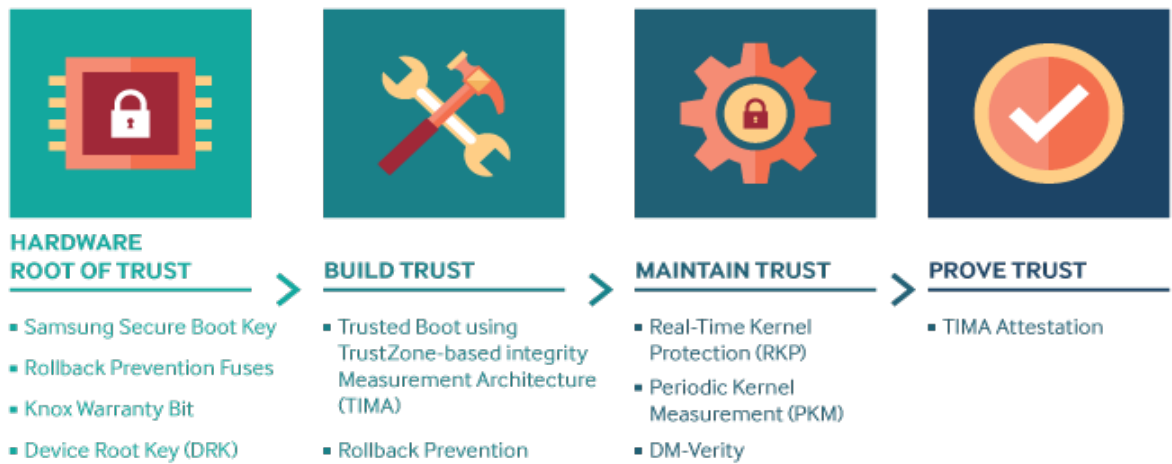 HARDWARE
ROOT OF TRUST
▪ Samsung Secure Boot Key
▪ Rollback Prevention Fuses
▪ Knox Warranty Bit
▪ Device Root Key (DRK)
BUILD TRUST
▪ Trusted Boot using
TrustZone-based integrity
Measurement Architecture
(TIMA)
▪ Rollback Prevention
MAINTAIN TRUST
▪ Real-Time Kernel
Protection (RKP)
▪ Periodic Kernel
Measurement (PKM)
▪ DM-Verity
PROVE TRUST
▪ TIMA Attestation